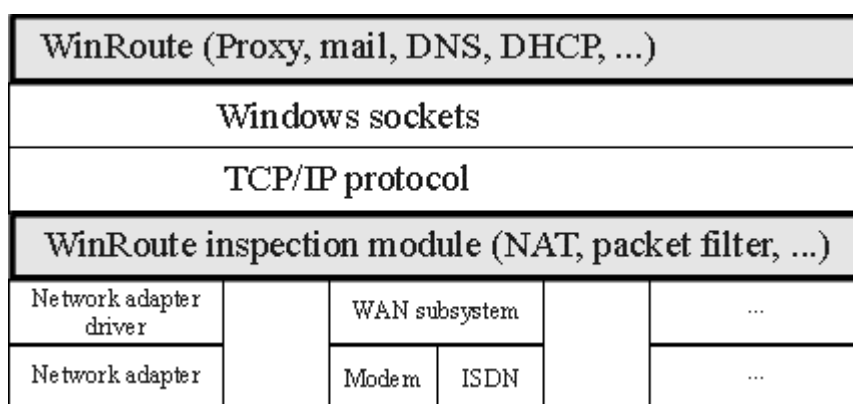 WinRoute (Proxy, mail, DNS, DHCP, ...)
Windows sockets
TCP/IP protocol
WinRoute inspection module (NAT, packet filter, ...)
Network adapter
driver
WAN subsystem
...
Network adapter
Modem
ISDN
...